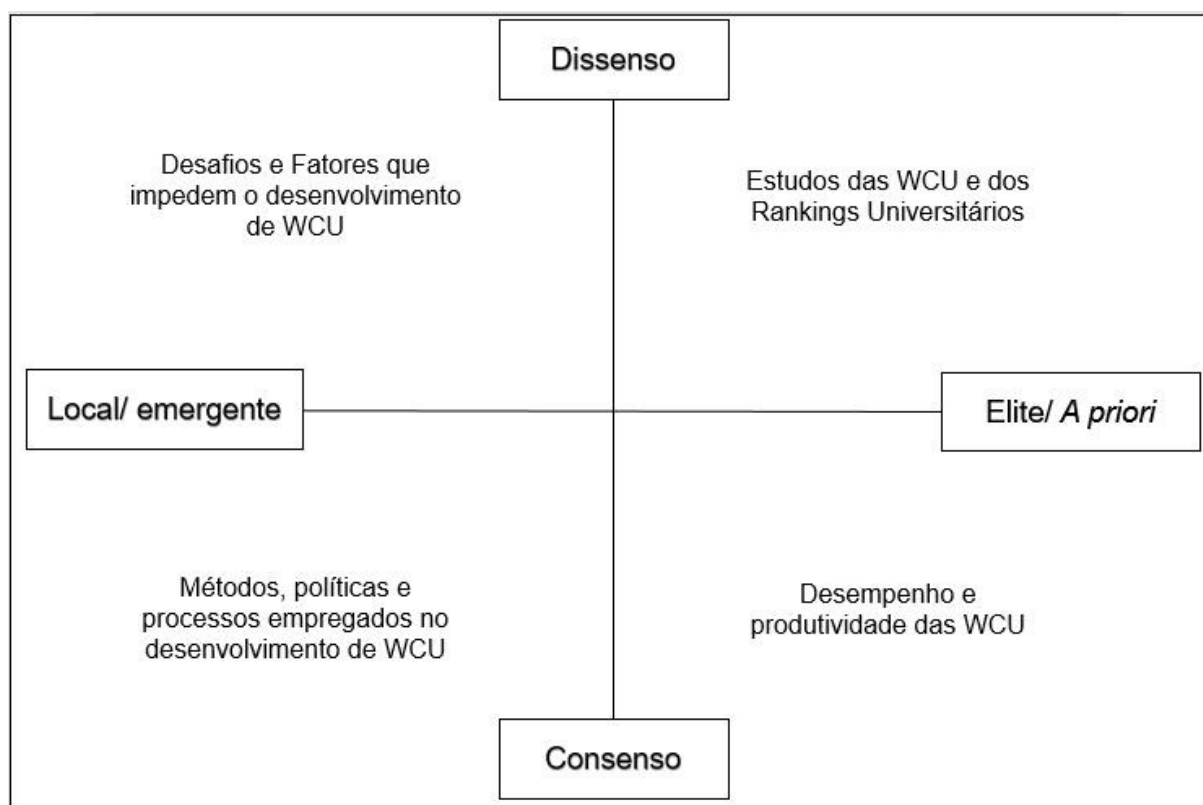 Dissenso
Desafios e Fatores que
impedem o desenvolvimento
de WCU
Estudos das WCU e dos
Rankings Universitários
Local/ emergente
Elite/ A priori
Métodos, políticas e
processos empregados no
desenvolvimento de WCU
Desempenho e
produtividade das WCU
Consenso